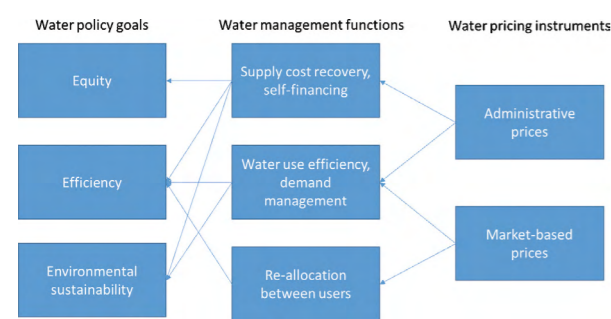 Water policy goals
Water management functions
Water pricing instruments
Equity
Supply cost recovery,
self-financing
Administrative
prices
Efficiency
Water use efficiency,
demand
management
Market-based
prices
Environmental
sustainability
Re-allocation
between users